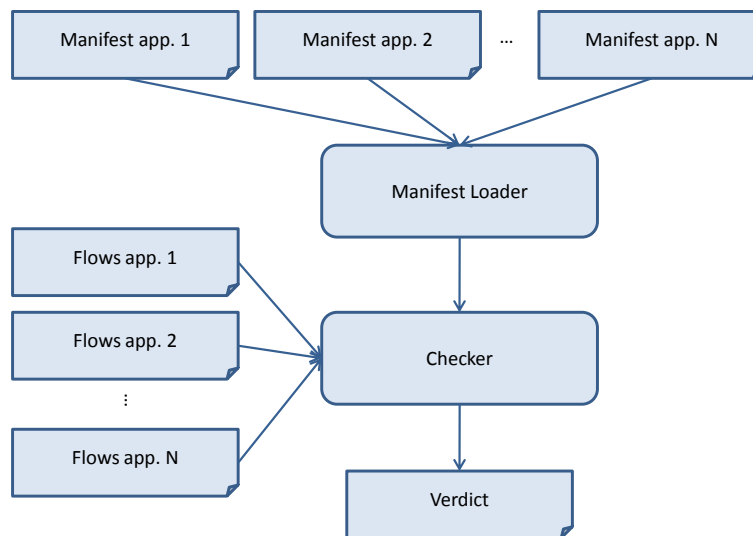 Manifest app. 1
Manifest app. 2
...
Manifest app. N
Manifest Loader
Flows app. 1
Flows app. 2
...
Flows app. N
Checker
Verdict